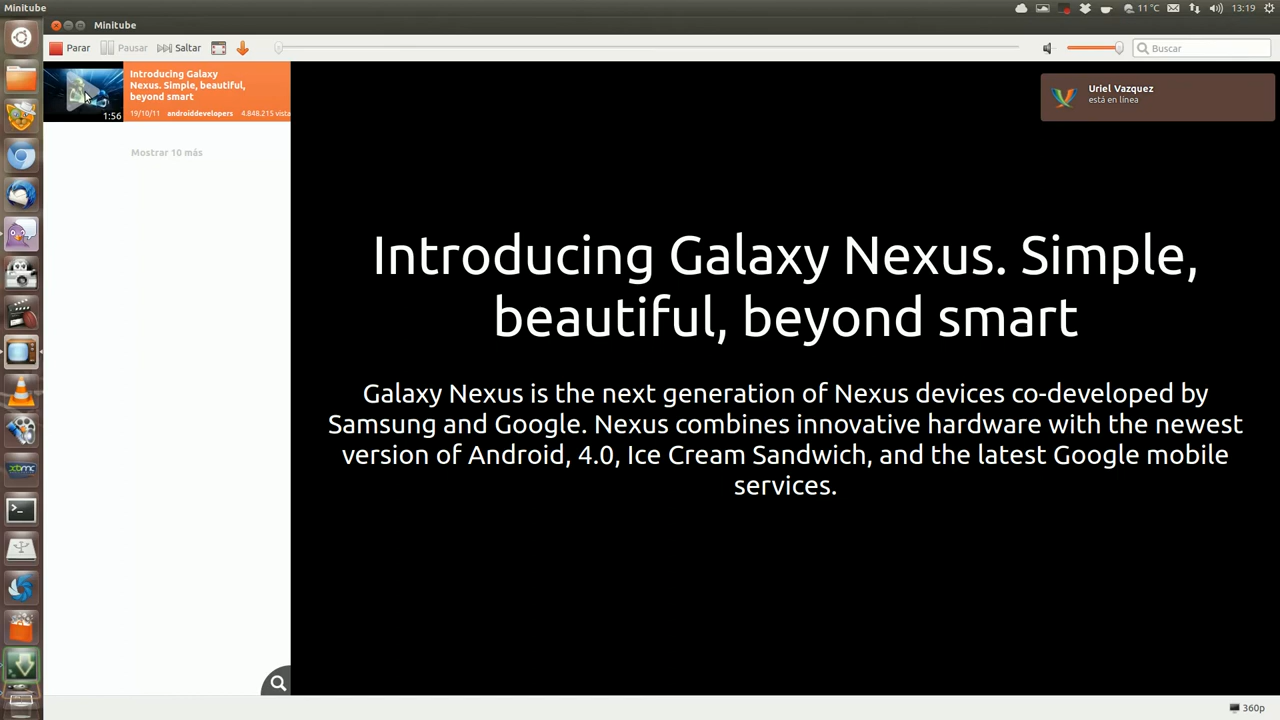 Minitube
11°C
13:19
Minitube
Parar
Pausar
Saltar
Buscar
Introducing Galaxy
Nexus. Simple, beautiful,
beyond smart
19/10/11 androiddevelopers 4.848.215 vista
1:56
Mostrar 10 más
Uriel Vazquez
está en línea
Introducing Galaxy Nexus. Simple,
beautiful, beyond smart
Galaxy Nexus is the next generation of Nexus devices co-developed by
Samsung and Google. Nexus combines innovative hardware with the newest
version of Android, 4.0, Ice Cream Sandwich, and the latest Google mobile
services.
xbmc
360p